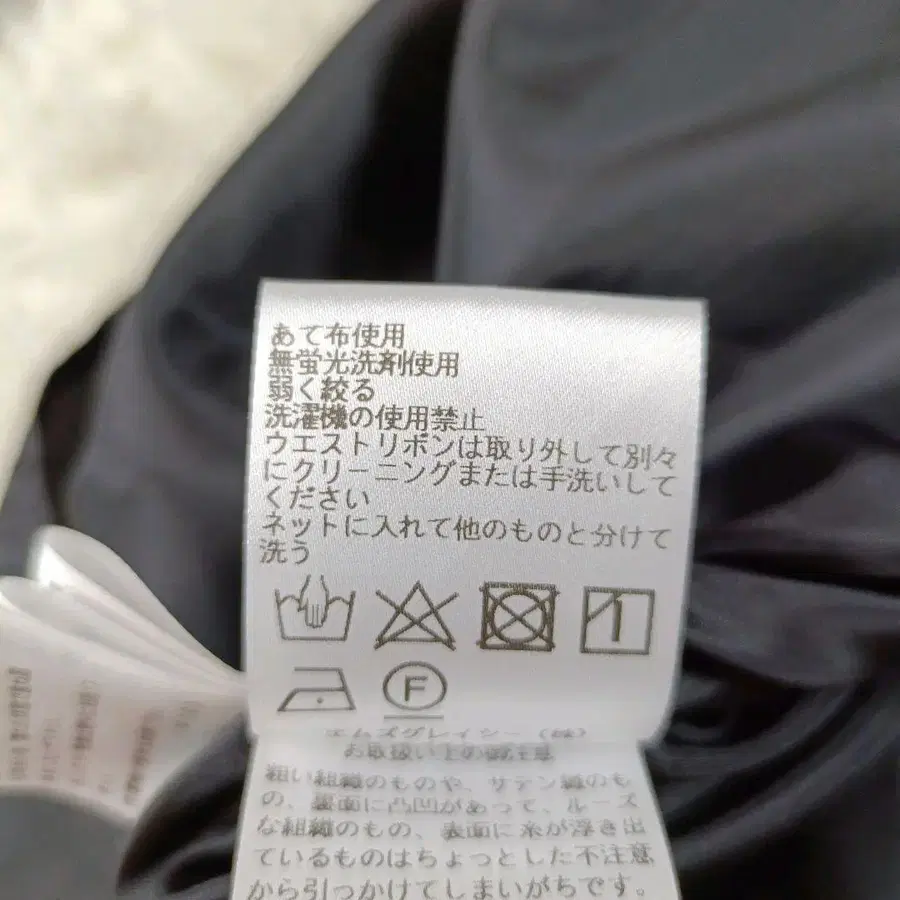 あて布使用
無蛍光洗剤使用
弱く絞る
洗濯機の使用禁止
ウエストリボンは取り外して別々
にクリーニングまたは手洗いして
ください
ネットに入れて他のものと分けて
洗う
F
エムズグレイシー(株)
お取扱い上の御注意
粗い組織のものや、サテン織のも
の、裏面に凸凹があって、ルーズ
な組織のもの、表面に糸が浮き出
ているものはちょっとした不注意
から引っかけてしまいがちです。